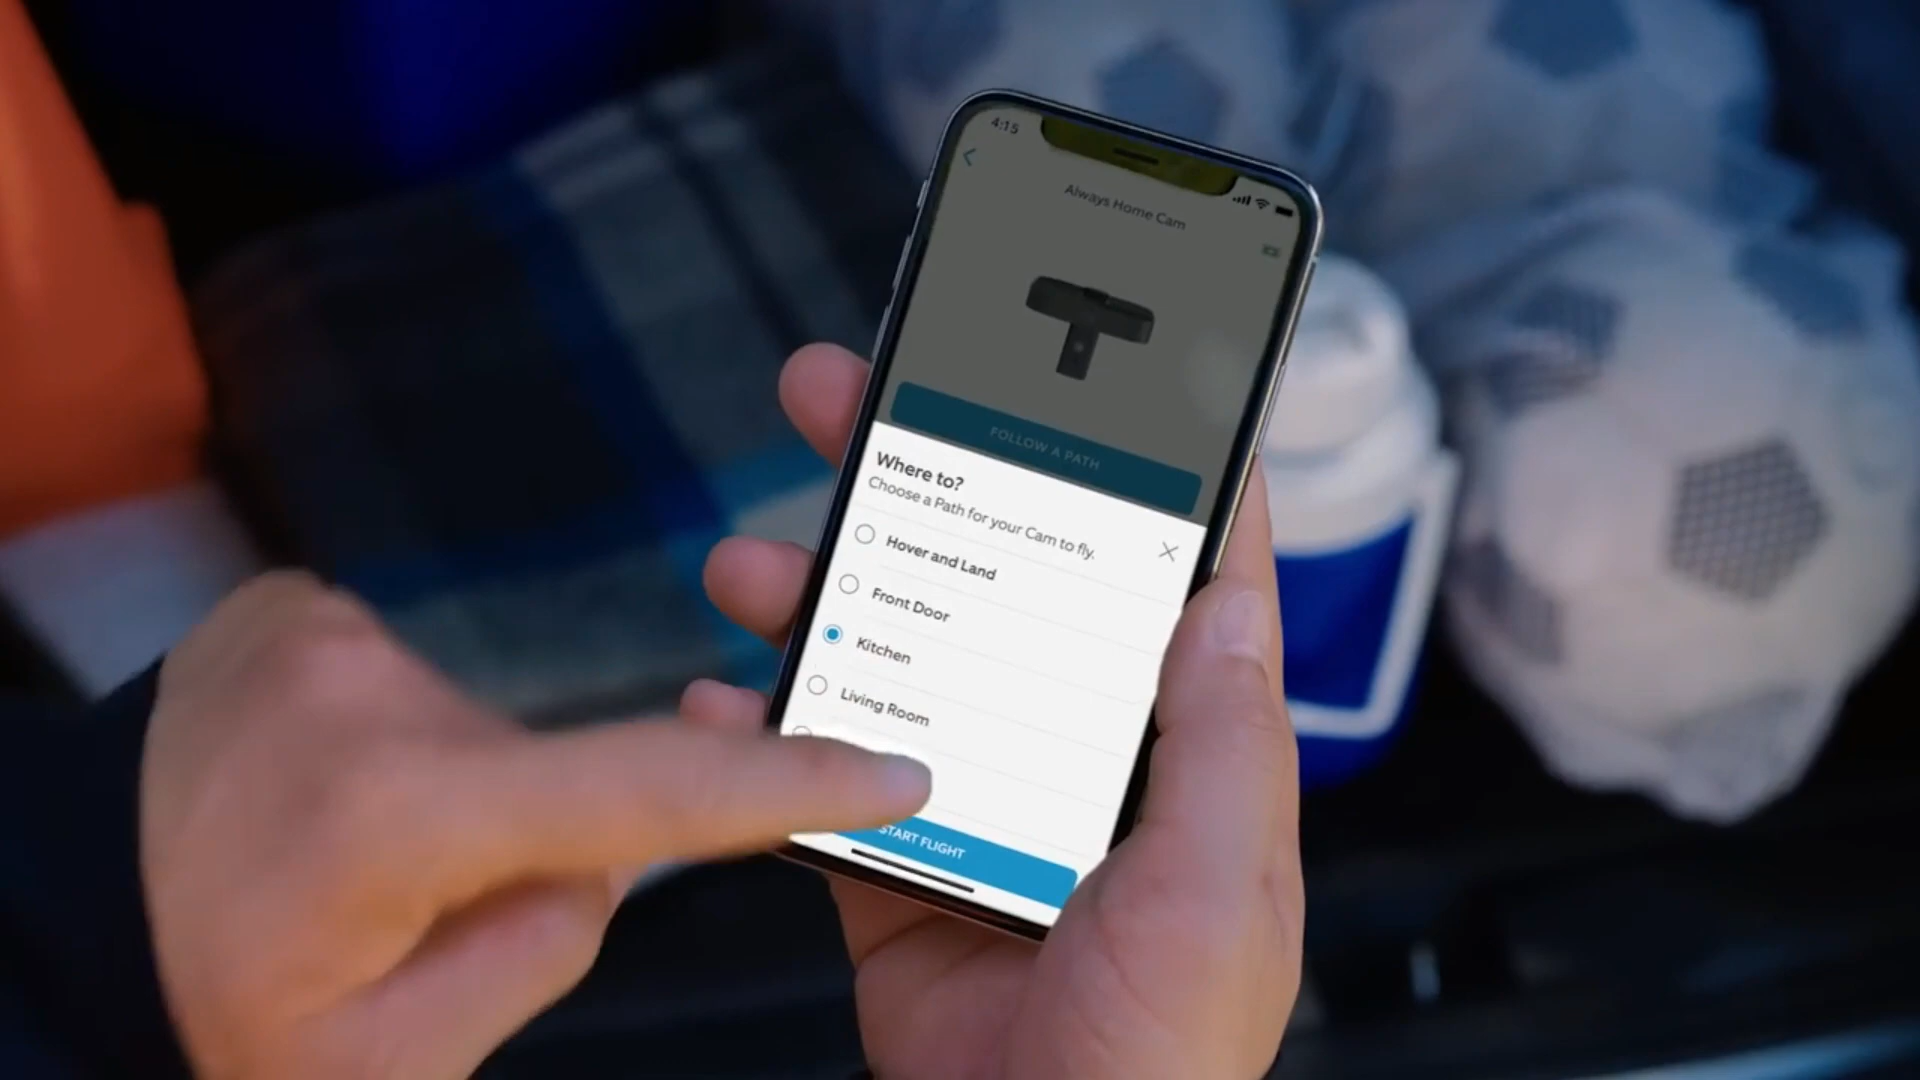 4:15
Always Home Cam
FOLLOW A PATH
Where to?
Choose a Path for your Cam to fly.
Hover and Land
Front Door
Kitchen
Living Room
START FLIGHT